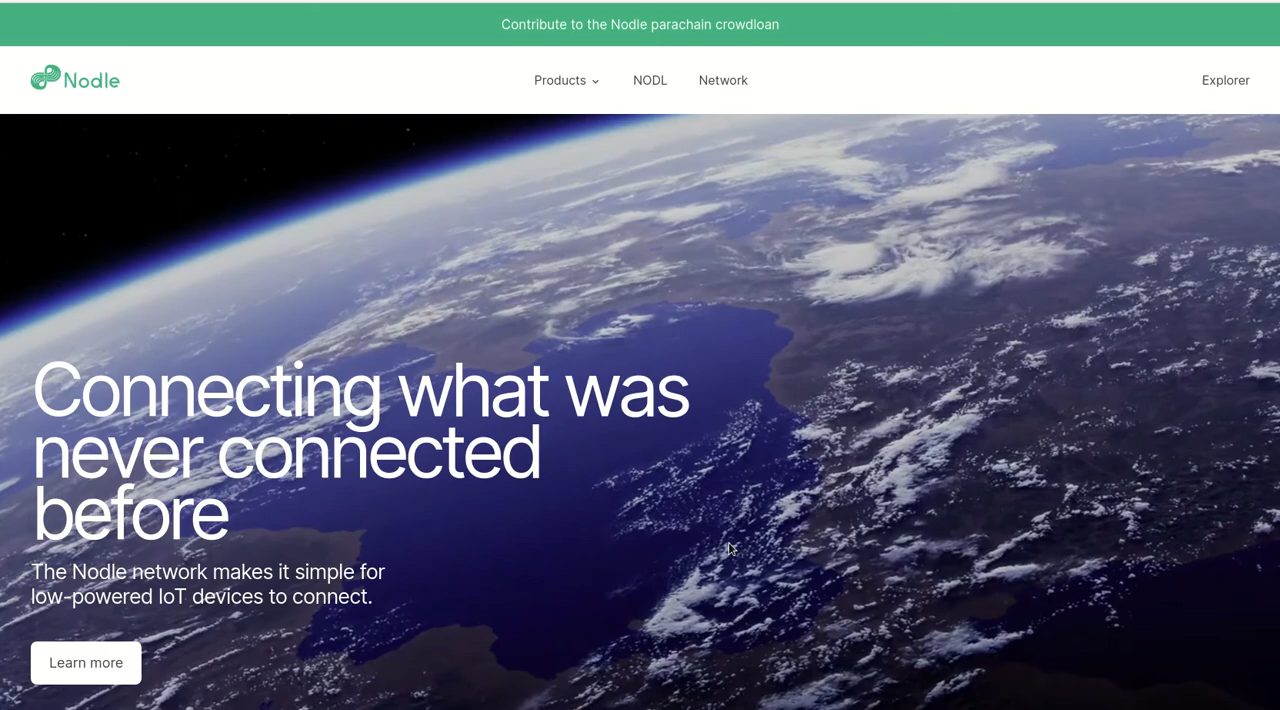 Contribute to the Nodle parachain crowdloan
Nodle
Products
NODL
Network
Explorer
Connecting what was
never connected
before
The Nodle network makes it simple for
low-powered IoT devices to connect.
Learn more